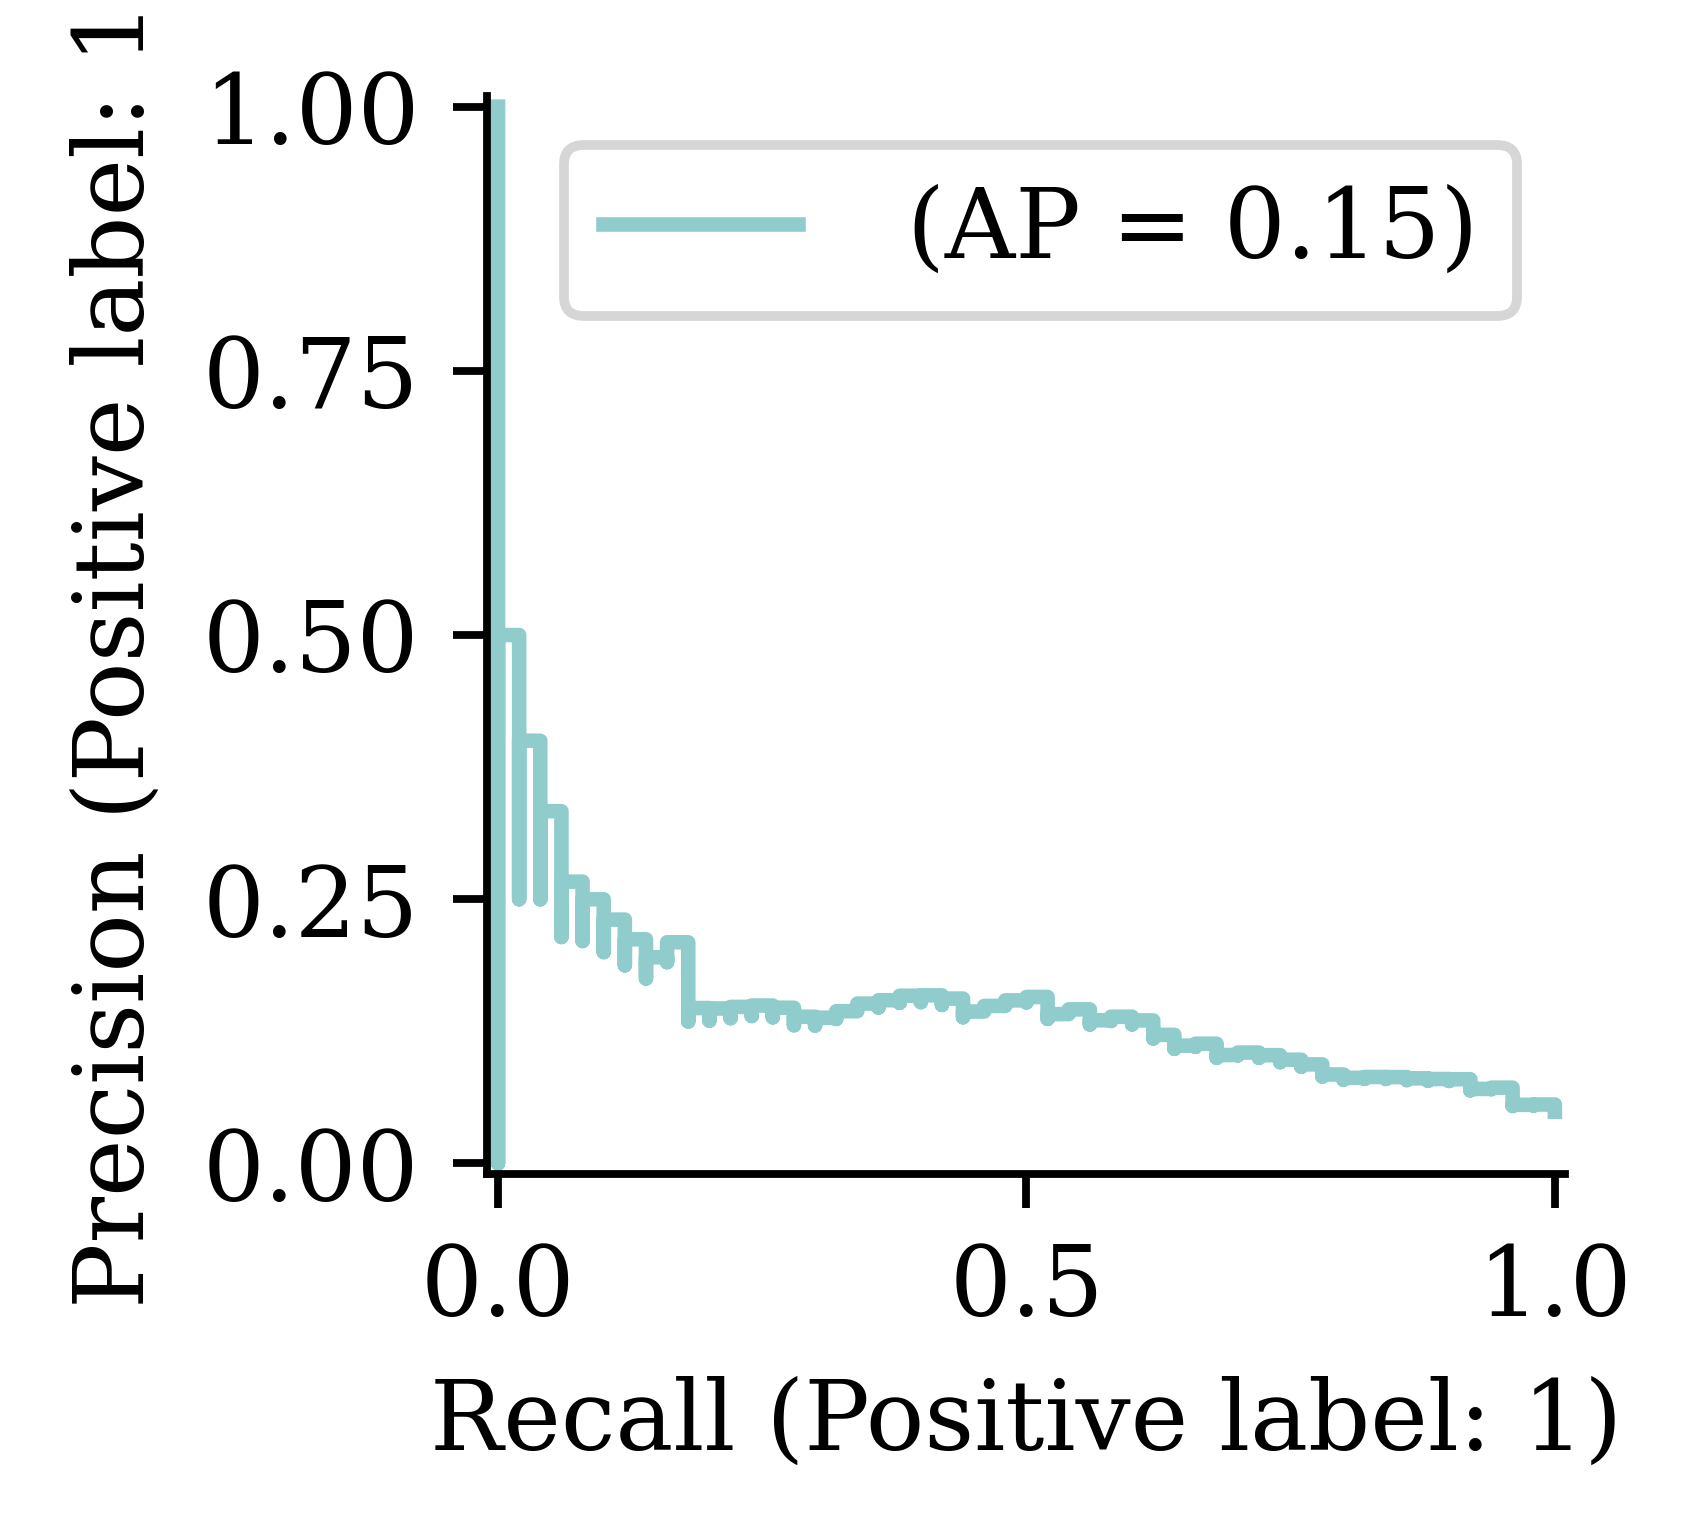 Precision (Positive label: 1
1.00
0.75
0.50
0.25
0.00
(AP = 0.15)
0.0 0.5 1.0
Recall (Positive label: 1)